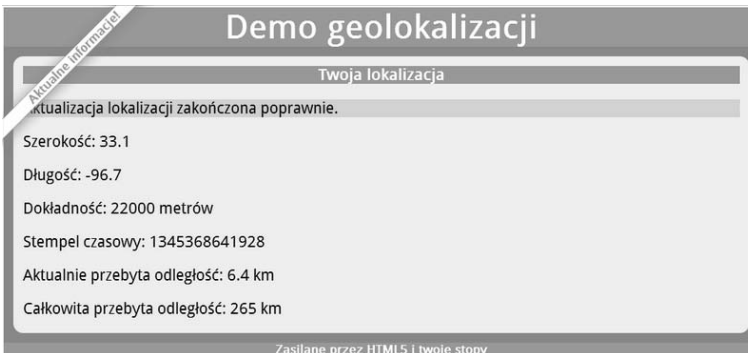 Demo geolokalizacji
Aktualne informacje!
Twoja lokalizacja
Aktualizacja lokalizacji zakończona poprawnie.
Szerokość: 33.1
Długość: -96.7
Dokładność: 22000 metrów
Stempel czasowy: 1345368641928
Aktualnie przebyta odległość: 6.4 km
Całkowita przebyta odległość: 265 km
Zasilane przez HTML5 i twoje stopy